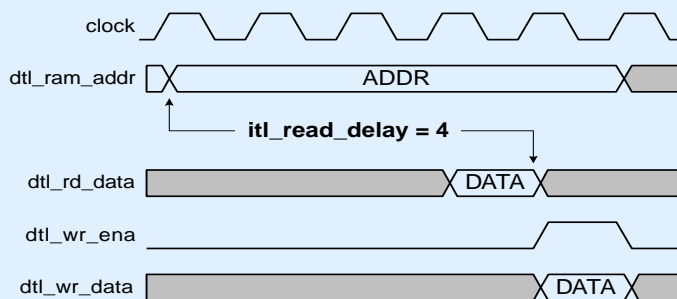 clock
dtl_ram_addr ADDR
itl_read_delay = 4
dtl_rd_data DATA
dtl_wr_ena
dtl_wr_data DATA